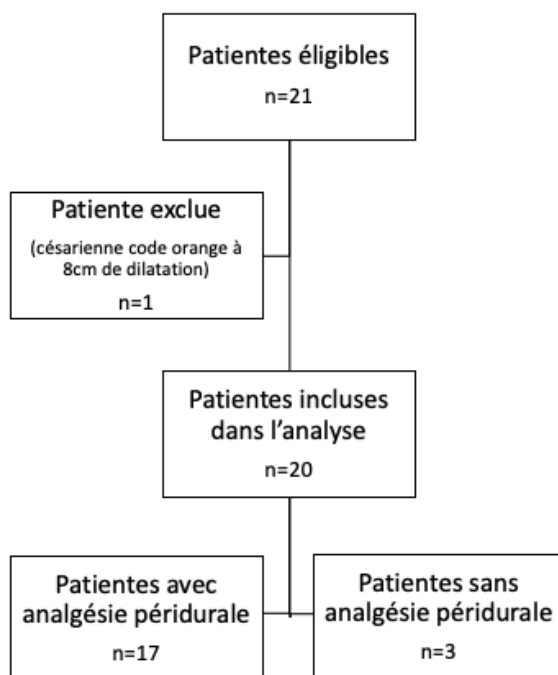 Patientes éligibles
n=21
Patiente exclue
(césarienne code orange à
8cm de dilatation)
n=1
Patientes incluses
dans l’analyse
n=20
Patientes avec
analgésie péridurale
n=17
Patientes sans
analgésie péridurale
n=3